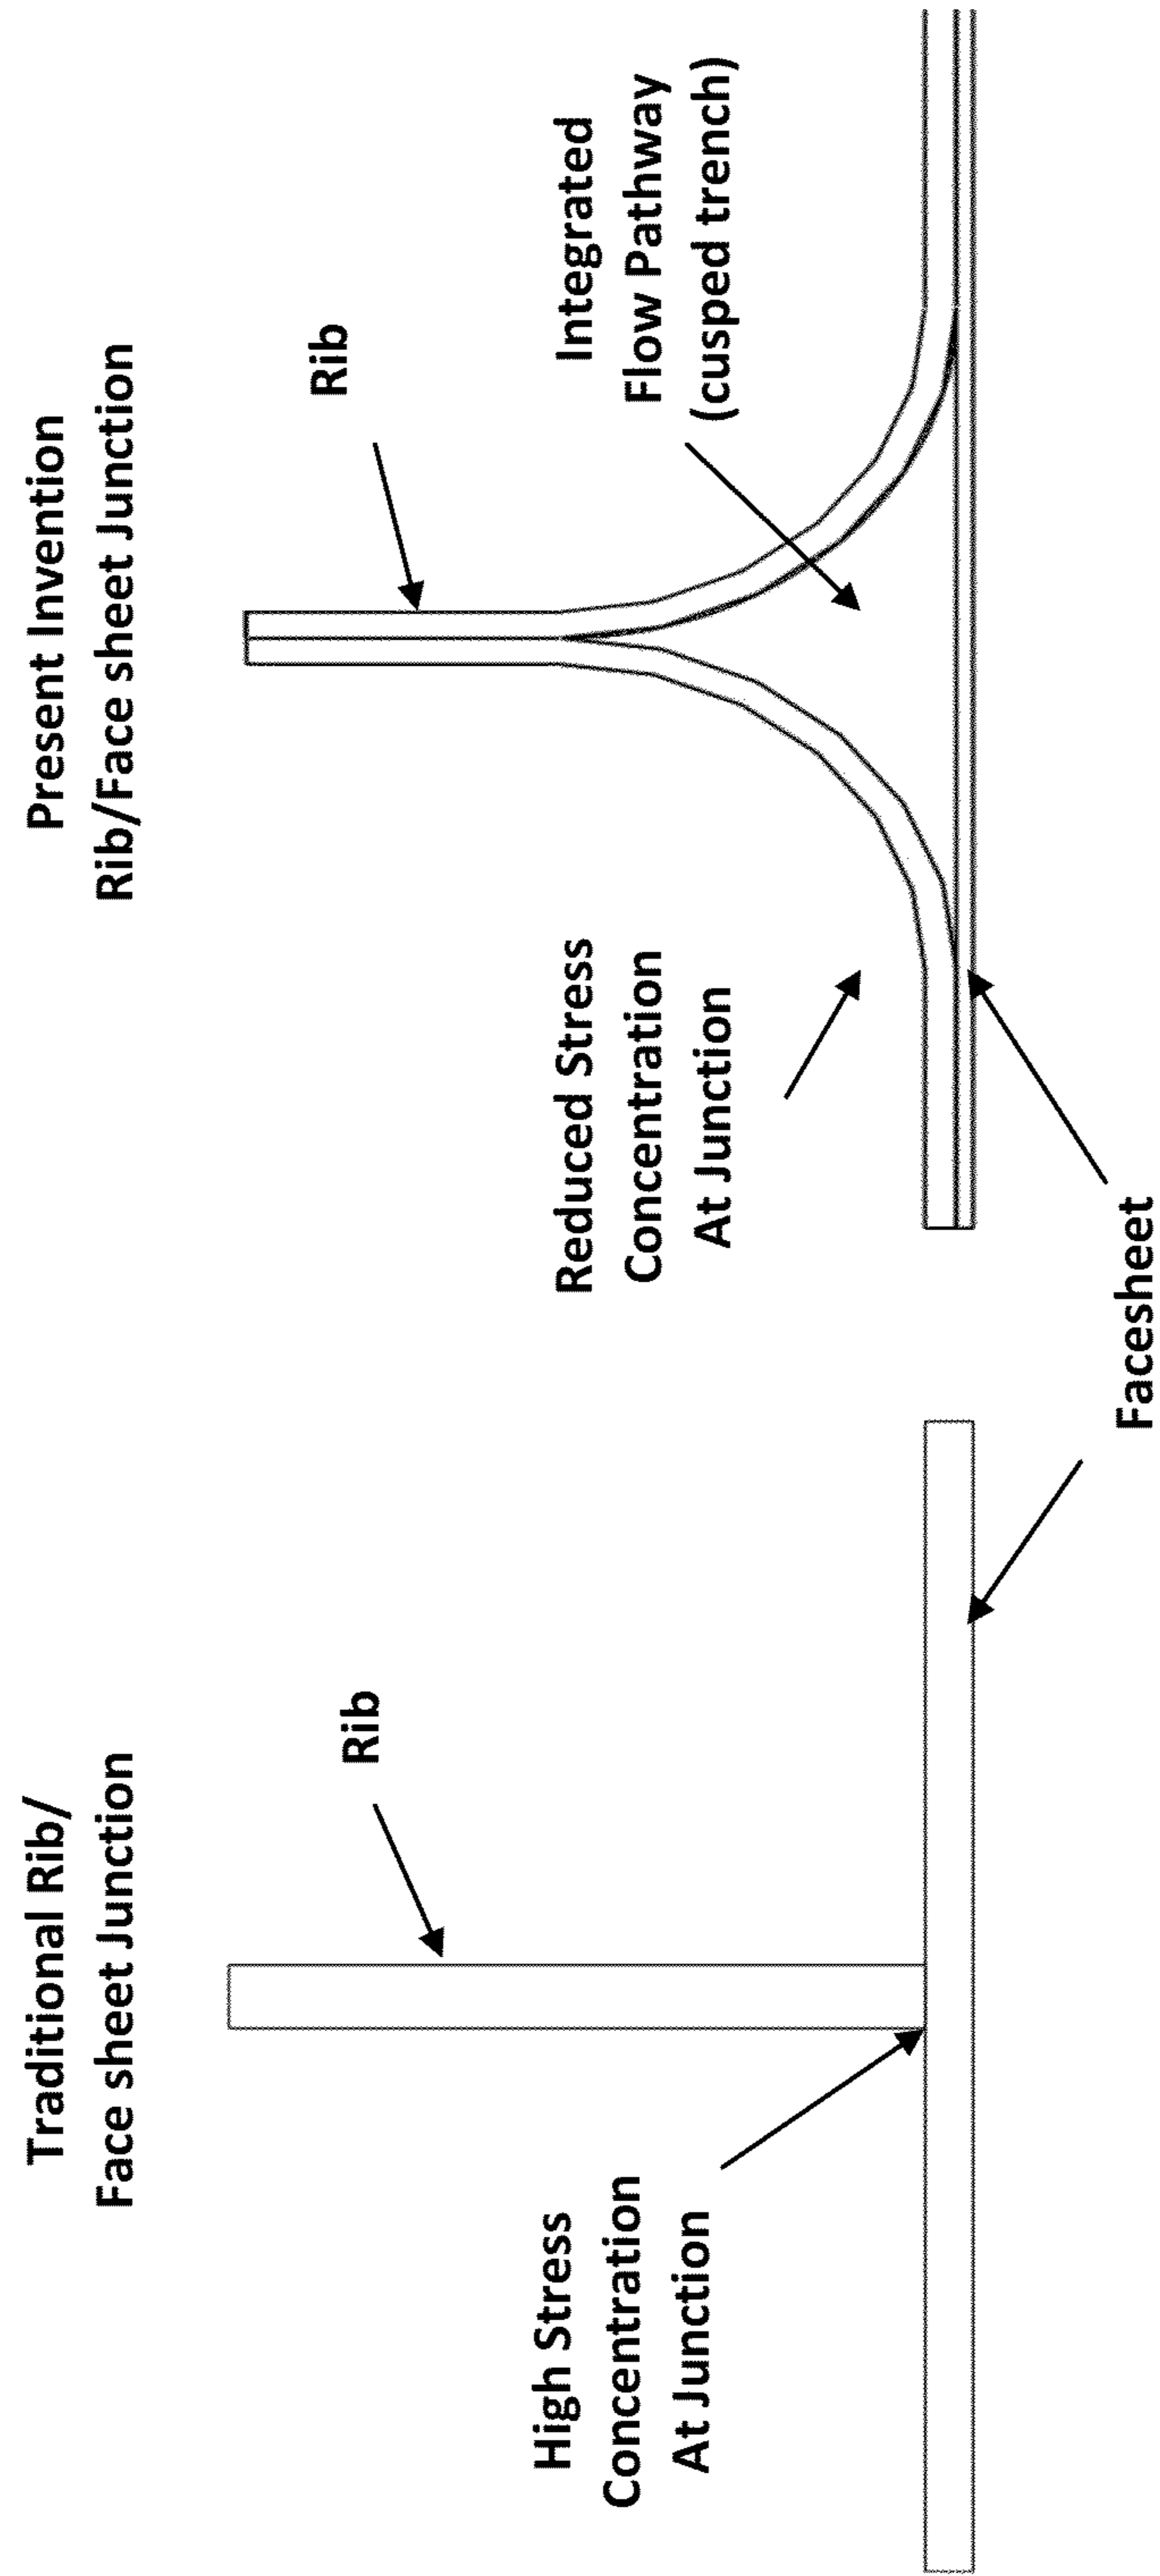 Traditional Rib/
Face sheet Junction
Rib
High Stress
Concentration
At Junction
Present Invention
Rib/Face sheet Junction
Rib
Integrated
Flow Pathway
(cusped trench)
Reduced Stress
Concentration
At Junction
Facesheet